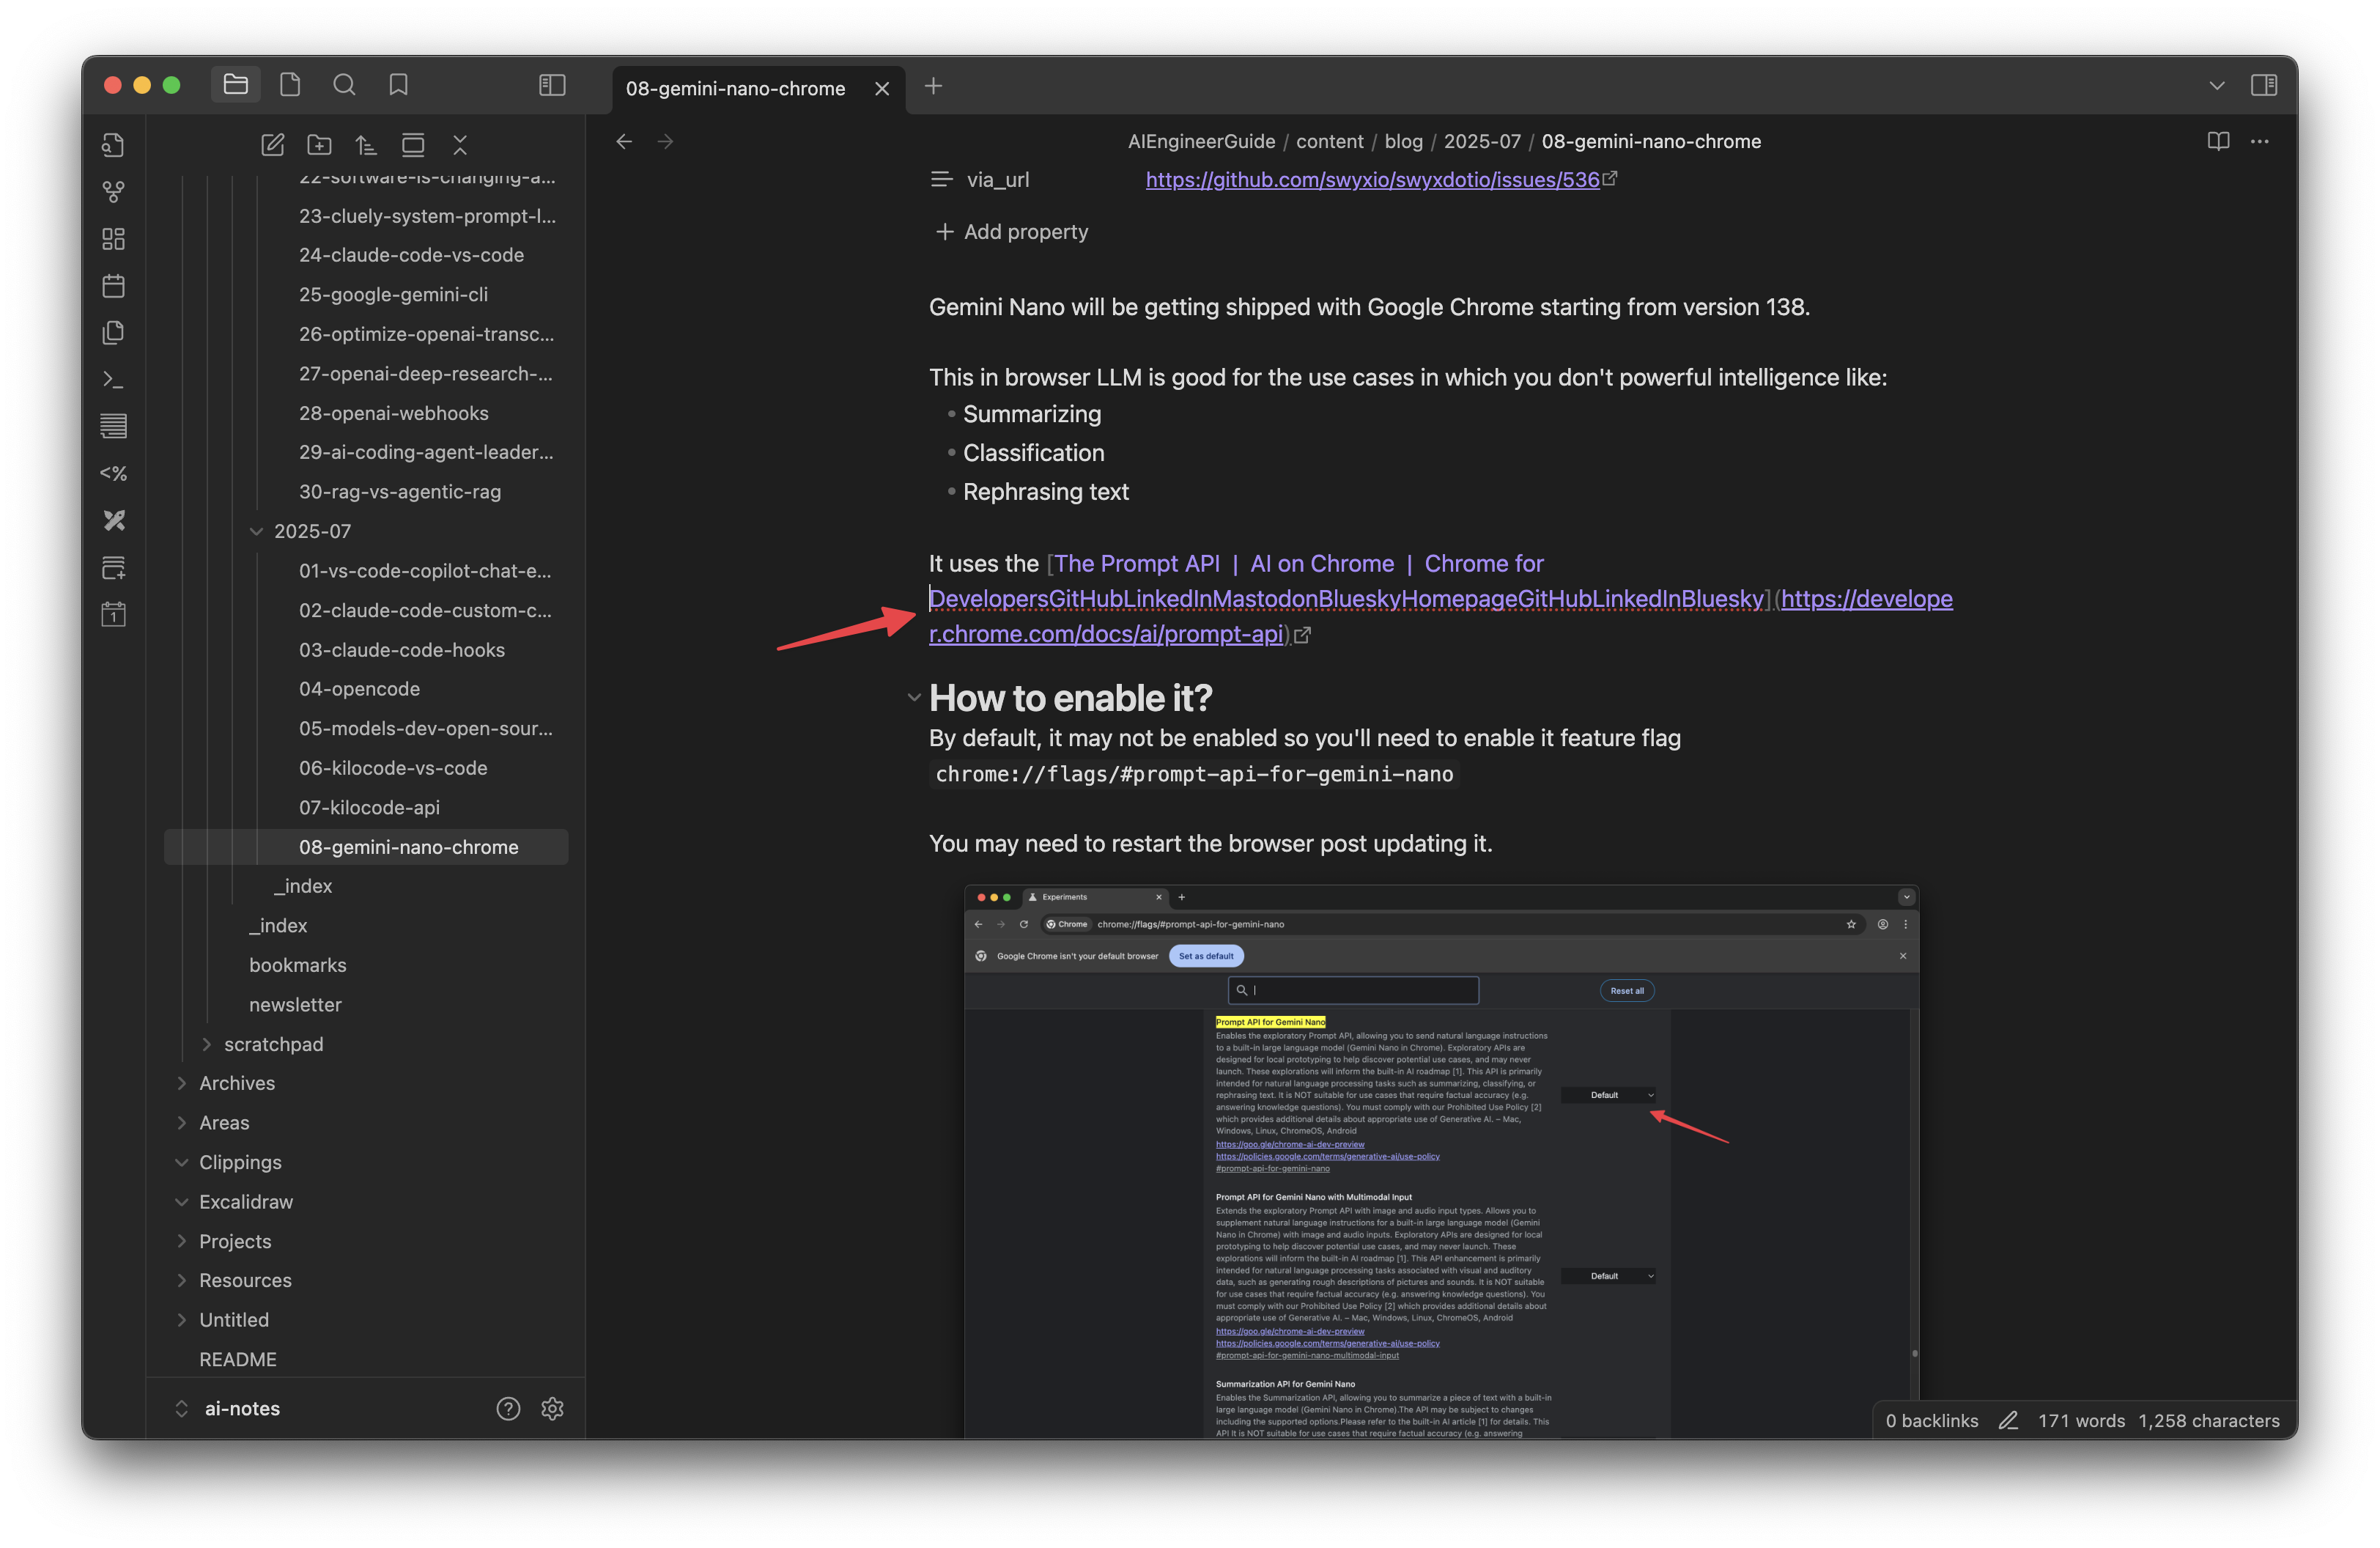 08-gemini-nano-chrome
22-software-is-changing-a...
23-cluely-system-prompt-l...
24-claude-code-vs-code
25-google-gemini-cli
26-optimize-openai-transc...
27-openai-deep-research-...
28-openai-webhooks
29-ai-coding-agent-leader...
30-rag-vs-agentic-rag
2025-07
01-vs-code-copilot-chat-e...
02-claude-code-custom-c...
03-claude-code-hooks
04-opencode
05-models-dev-open-sour...
06-kilocode-vs-code
07-kilocode-api
08-gemini-nano-chrome
_index
_index
bookmarks
newsletter
scratchpad
Archives
Areas
Clippings
Excalidraw
Projects
Resources
Untitled
README
ai-notes
<%
1
AIEngineerGuide / content / blog / 2025-07 / 08-gemini-nano-chrome
via_url https://github.com/swyxio/swyxdotio/issues/536
Add property
Gemini Nano will be getting shipped with Google Chrome starting from version 138.
This in browser LLM is good for the use cases in which you don't powerful intelligence like:
• Summarizing
• Classification
• Rephrasing text
It uses the [The Prompt API | AI on Chrome | Chrome for
DevelopersGitHubLinkedInMastodonBlueskyHomepageGitHubLinkedInBluesky](https://develope
r.chrome.com/docs/ai/prompt-api)
How to enable it?
By default, it may not be enabled so you'll need to enable it feature flag
chrome://flags/#prompt-api-for-gemini-nano
You may need to restart the browser post updating it.
Experiments
Chrome chrome://flags/#prompt-api-for-gemini-nano
Google Chrome isn't your default browser Set as default
Reset all
Prompt API for Gemini Nano
Enables the exploratory Prompt API, allowing you to send natural language instructions
to a built-in large language model (Gemini Nano in Chrome). Exploratory APIs are
designed for local prototyping to help discover potential use cases, and may never
launch. These explorations will inform the built-in AI roadmap [1]. This API is primarily
intended for natural language processing tasks such as summarizing, classifying, or
rephrasing text. It is NOT suitable for use cases that require factual accuracy (e.g.
answering knowledge questions). You must comply with our Prohibited Use Policy [2]
which provides additional details about appropriate use of Generative AI. – Mac,
Windows, Linux, ChromeOS, Android
Default
https://goo.gle/chrome-ai-dev-preview
https://policies.google.com/terms/generative-ai/use-policy
#prompt-api-for-gemini-nano
Prompt API for Gemini Nano with Multimodal Input
Extends the exploratory Prompt API with image and audio input types. Allows you to
supplement natural language instructions for a built-in large language model (Gemini
Nano in Chrome) with image and audio inputs. Exploratory APIs are designed for local
prototyping to help discover potential use cases, and may never launch. These
explorations will inform the built-in AI roadmap [1]. This API enhancement is primarily
intended for natural language processing tasks associated with visual and auditory
data, such as generating rough descriptions of pictures and sounds. It is NOT suitable
for use cases that require factual accuracy (e.g. answering knowledge questions). You
must comply with our Prohibited Use Policy [2] which provides additional details about
appropriate use of Generative AI. – Mac, Windows, Linux, ChromeOS, Android
Default
https://goo.gle/chrome-ai-dev-preview
https://policies.google.com/terms/generative-ai/use-policy
#prompt-api-for-gemini-nano-multimodal-input
Summarization API for Gemini Nano
Enables the Summarization API, allowing you to summarize a piece of text with a built-in
large language model (Gemini Nano in Chrome).The API may be subject to changes
including the supported options.Please refer to the built-in AI article [1] for details. This
API It is NOT suitable for use cases that require factual accuracy (e.g. answering
0 backlinks 171 words 1,258 characters